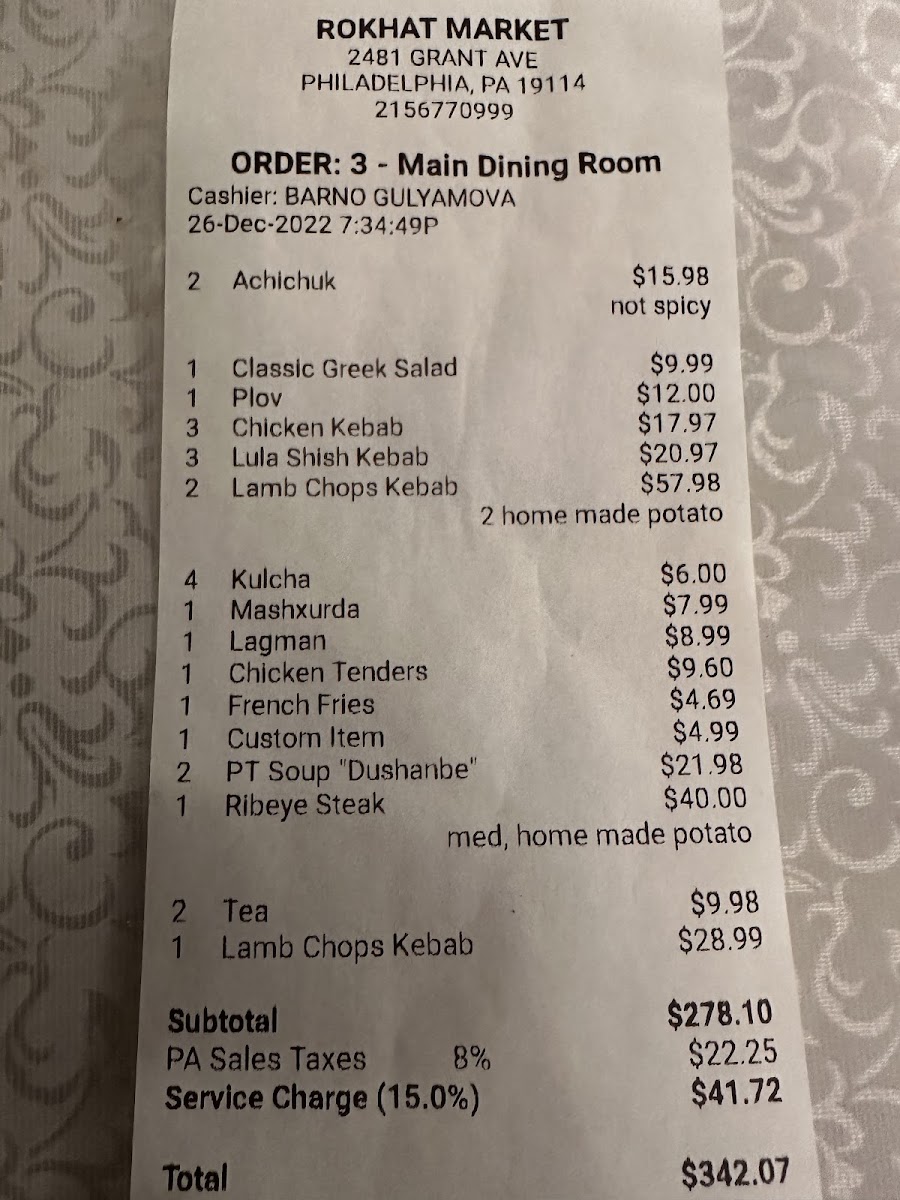 ROKHAT MARKET
2481 GRANT AVE
PHILADELPHIA, PA 19114
2156770999
ORDER: 3 - Main Dining Room
Cashier: BARNO GULYAMOVA
26-Dec-2022 7:34:49P
2 Achichuk $15.98
not spicy
1 Classic Greek Salad $9.99
1 Plov $12.00
3 Chicken Kebab $17.97
3 Lula Shish Kebab $20.97
2 Lamb Chops Kebab $57.98
2 home made potato
4 Kulcha $6.00
1 Mashxurda $7.99
1 Lagman $8.99
1 Chicken Tenders $9.60
1 French Fries $4.69
1 Custom Item $4.99
2 PT Soup "Dushanbe" $21.98
1 Ribeye Steak $40.00
med, home made potato
2 Tea $9.98
1 Lamb Chops Kebab $28.99
Subtotal $278.10
PA Sales Taxes 8% $22.25
Service Charge (15.0%) $41.72
Total $342.07